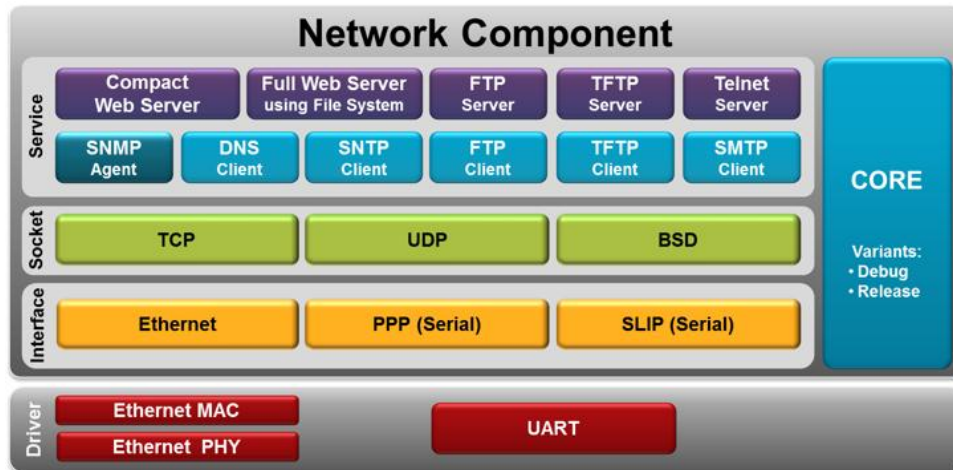 Network Component
Service
Compact
Web Server
Full Web Server
using File System
FTP
Server
TFTP
Server
Telnet
Server
SNMP
Agent
DNS
Client
SNTP
Client
FTP
Client
TFTP
Client
SMTP
Client
Socket
TCP
UDP
BSD
Interface
Ethernet
PPP (Serial)
SLIP (Serial)
CORE
Variants:
• Debug
• Release
Driver
Ethernet MAC
Ethernet PHY
UART